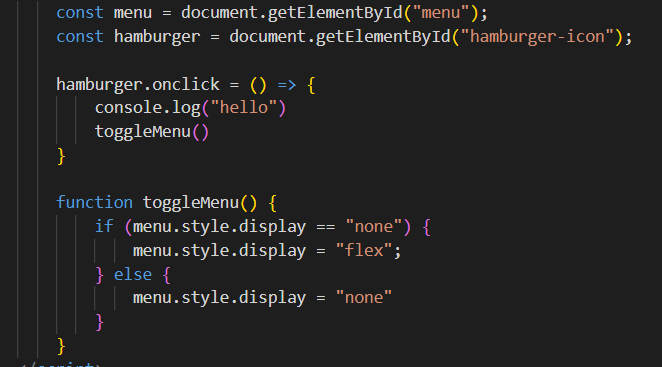 const menu = document.getElementById("menu");
const hamburger = document.getElementById("hamburger-icon");
hamburger.onclick = () => {
console.log("hello")
toggleMenu()
}
function toggleMenu() {
if (menu.style.display == "none") {
menu.style.display = "flex";
} else {
menu.style.display = "none"
}
}
</script>